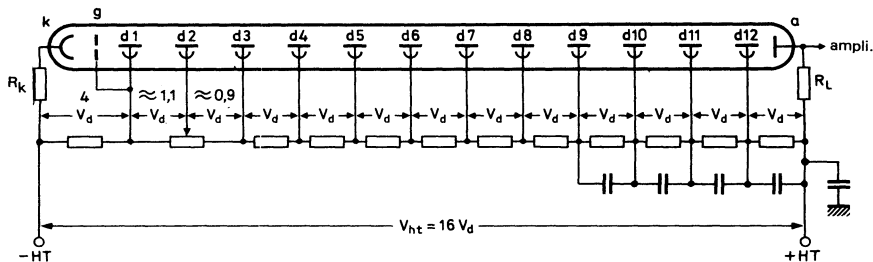 k g d1 d2 d3 d4 d5 d6 d7 d8 d9 d10 d11 d12 a
ampli.
Rk RL
4 ≈1,1 ≈0,9
Vd Vd Vd Vd Vd Vd Vd Vd Vd Vd Vd Vd Vd
Vht = 16 Vd
−HT +HT